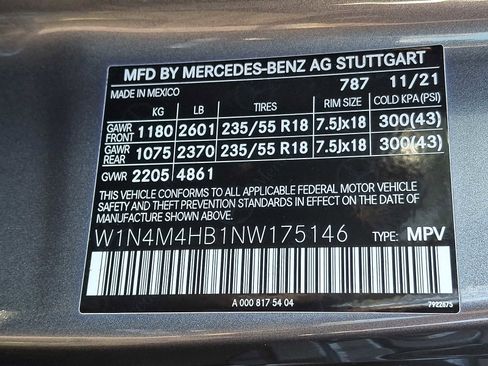 MFD BY MERCEDES-BENZ AG STUTTGART
MADE IN MEXICO 787 11/21
KG LB TIRES RIM SIZE COLD KPA (PSI)
GAWR FRONT 1180 2601 235/55 R18 7.5Jx18 300(43)
GAWR REAR 1075 2370 235/55 R18 7.5Jx18 300(43)
GVWR 2205 4861
THIS VEHICLE CONFORMS TO ALL APPLICABLE FEDERAL MOTOR VEHICLE
SAFETY AND THEFT PREVENTION STANDARDS IN EFFECT ON THE DATE
OF MANUFACTURE SHOWN ABOVE.
W1N4M4HB1NW175146 TYPE: MPV
A 000 817 54 04
7922675